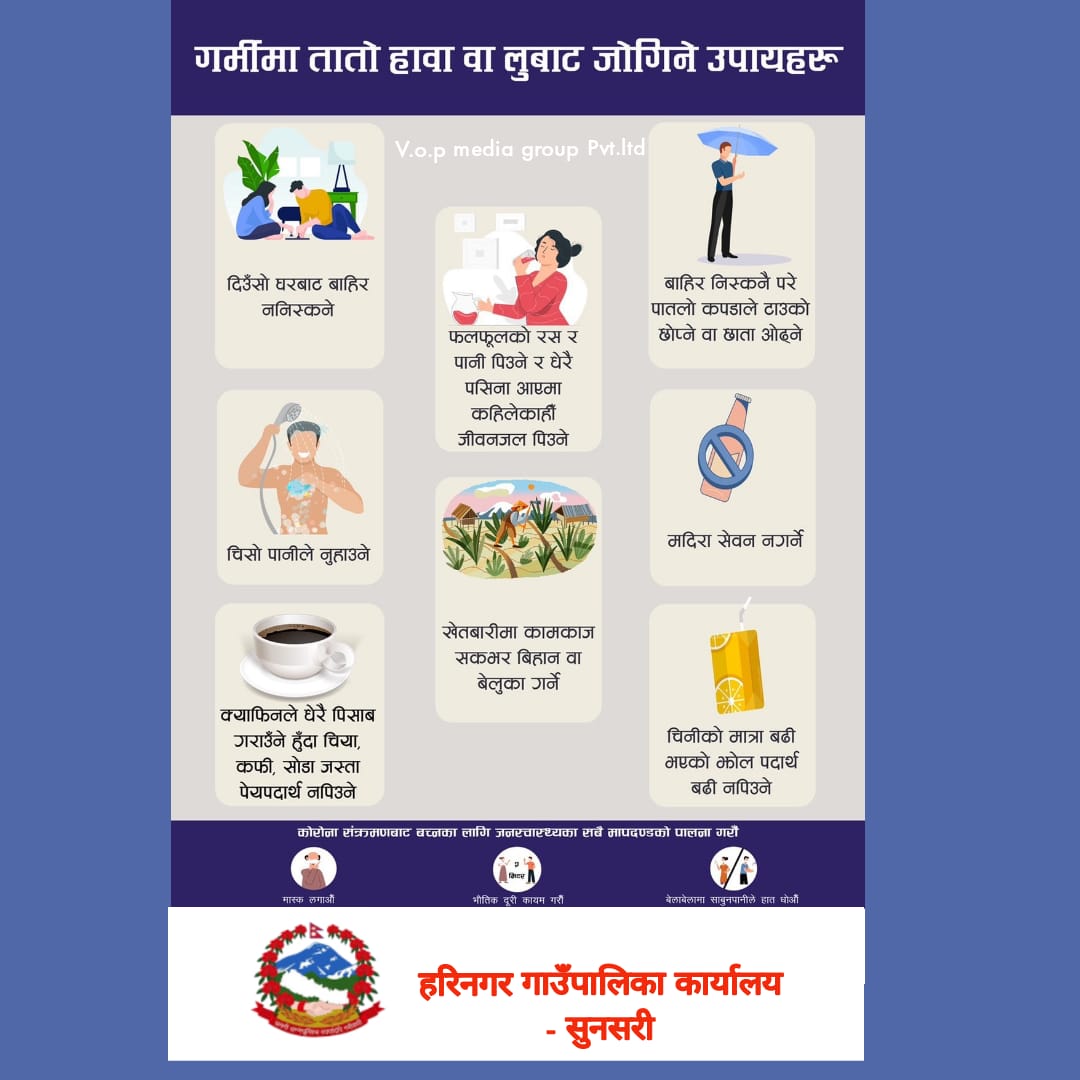 गर्मीमा तातो हावा वा लुबाट जोगिने उपायहरू
V.o.p media group Pvt.ltd
दिउँसो घरबाट बाहिर
ननिस्कने
फलफूलको रस र
पानी पिउने र धेरै
पसिना आएमा
कहिलेकाहीँ
जीवनजल पिउने
बाहिर निस्कनै परे
पातलो कपडाले टाउको
छोप्ने वा छाता ओढ्ने
चिसो पानीले नुहाउने
खेतबारीमा कामकाज
सकभर बिहान वा
बेलुका गर्ने
मदिरा सेवन नगर्ने
क्याफिनले धेरै पिसाब
गराउँने हुँदा चिया,
कफी, सोडा जस्ता
पेयपदार्थ नपिउने
चिनीको मात्रा बढी
भएको झोल पदार्थ
बढी नपिउने
कोरोना संक्रमणबाट बच्नका लागि जनस्वास्थ्यका सबै मापदण्डको पालना गरौँ
मास्क लगाऔँ
२
मिटर
भौतिक दूरी कायम गरौँ
बेलाबेलामा साबुनपानीले हात धोऔँ
हरिनगर गाउँपालिका कार्यालय
- सुनसरी